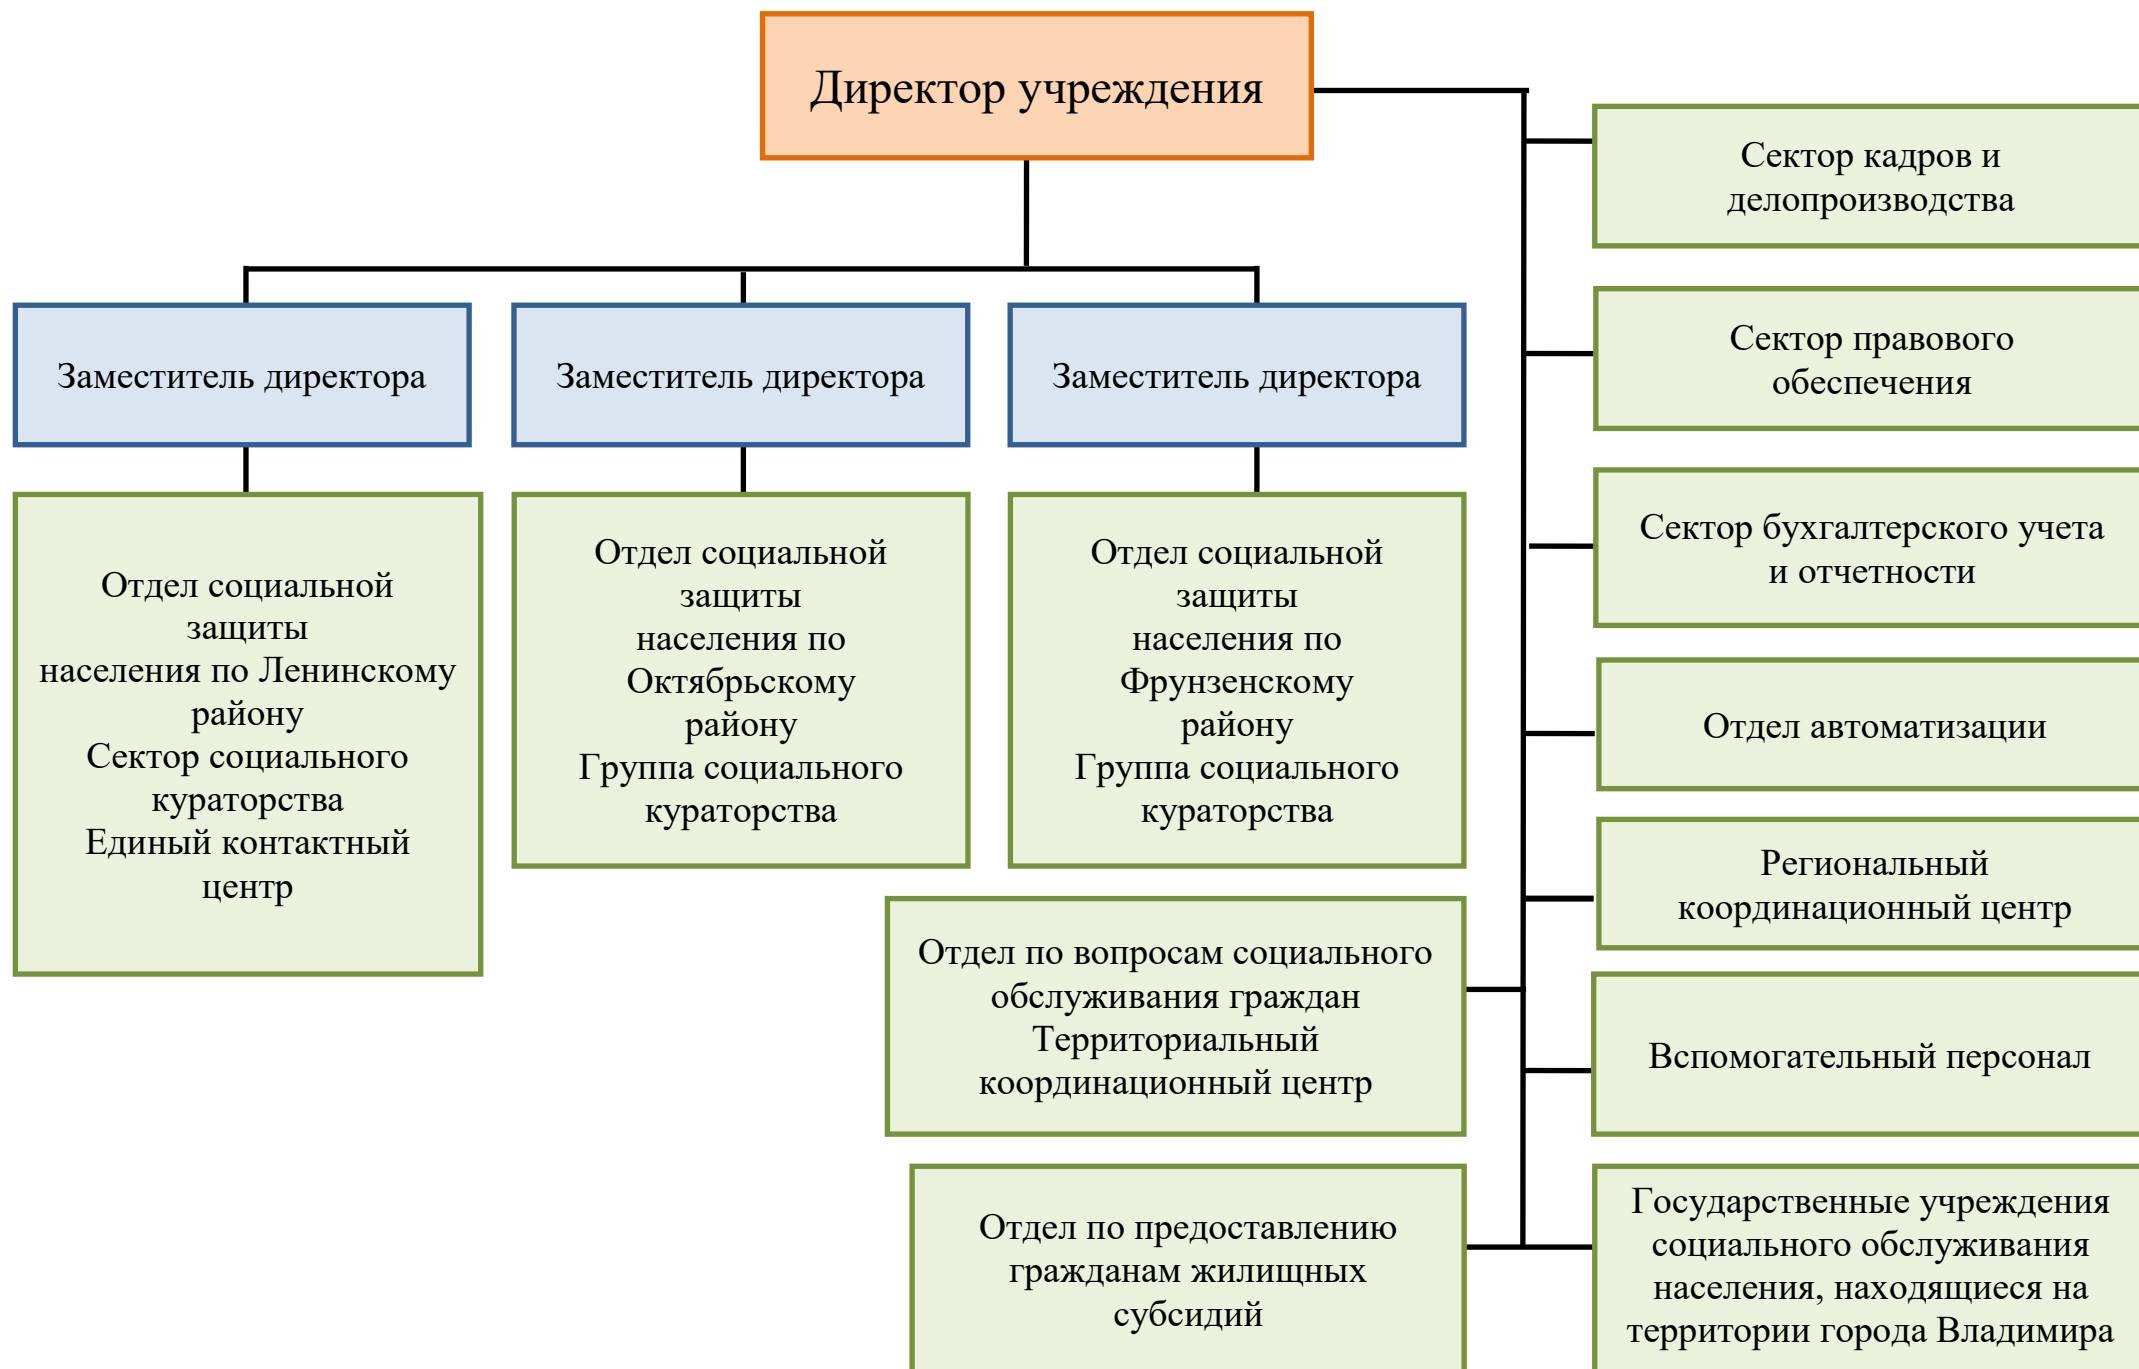 Директор учреждения
Сектор кадров и
делопроизводства
Сектор правового
обеспечения
Заместитель директора
Заместитель директора
Заместитель директора
Сектор бухгалтерского учета
и отчетности
Отдел социальной
защиты
населения по Ленинскому
району
Сектор социального
кураторства
Единый контактный
центр
Отдел социальной
защиты
населения по
Октябрьскому
району
Группа социального
кураторства
Отдел социальной
защиты
населения по
Фрунзенскому
району
Группа социального
кураторства
Отдел автоматизации
Региональный
координационный центр
Отдел по вопросам социального
обслуживания граждан
Территориальный
координационный центр
Вспомогательный персонал
Отдел по предоставлению
гражданам жилищных
субсидий
Государственные учреждения
социального обслуживания
населения, находящиеся на
территории города Владимира